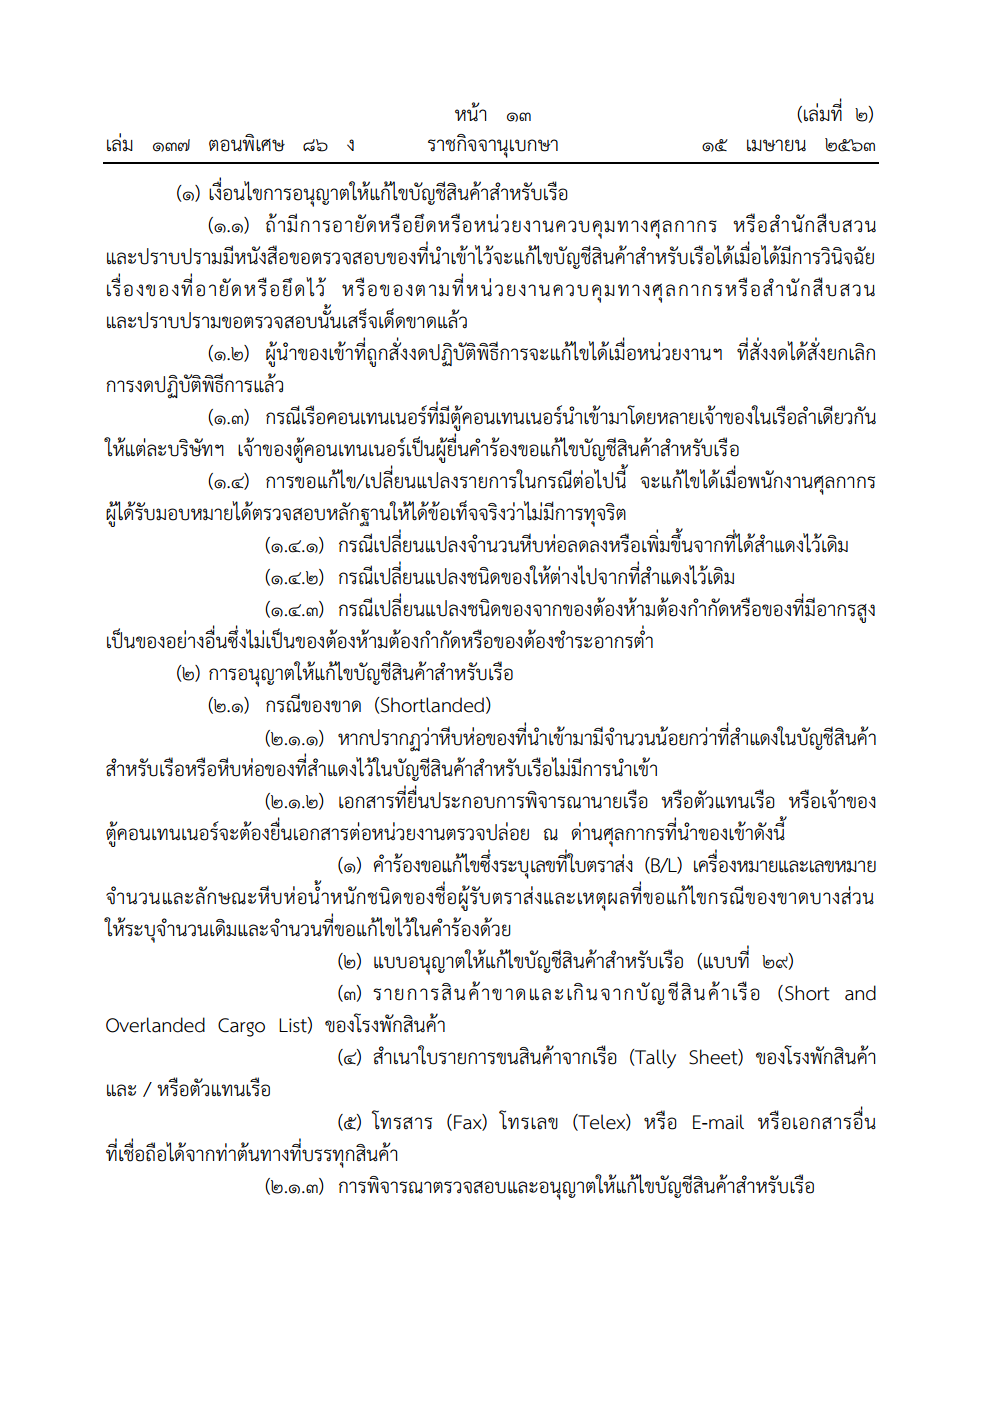 หน้า ๑๓
(เล่มที่ ๒)
เล่ม ๑๓๗ ตอนพิเศษ ๘๖ ง ราชกิจจานุเบกษา ๑๕ เมษายน ๒๕๖๓
(๑) เงื่อนไขการอนุญาตให้แก้ไขบัญชีสินค้าสำหรับเรือ
(๑.๑) ถ้ามีการอายัดหรือยึดหรือหน่วยงานควบคุมทางศุลกากร หรือสำนักสืบสวน
และปราบปรามมีหนังสือขอตรวจสอบของที่นำเข้าไว้จะแก้ไขบัญชีสินค้าสำหรับเรือได้เมื่อได้มีการวินิจฉัย
เรื่องของที่อายัดหรือยึดไว้ หรือของตามที่หน่วยงานควบคุมทางศุลกากรหรือสำนักสืบสวน
และปราบปรามขอตรวจสอบนั้นเสร็จเด็ดขาดแล้ว
(๑.๒) ผู้นำของเข้าที่ถูกสั่งงดปฏิบัติพิธีการจะแก้ไขได้เมื่อหน่วยงานฯ ที่สั่งงดได้สั่งยกเลิก
การงดปฏิบัติพิธีการแล้ว
(๑.๓) กรณีเรือคอนเทนเนอร์ที่มีตู้คอนเทนเนอร์นำเข้ามาโดยหลายเจ้าของในเรือลำเดียวกัน
ให้แต่ละบริษัทฯ เจ้าของตู้คอนเทนเนอร์เป็นผู้ยื่นคำร้องขอแก้ไขบัญชีสินค้าสำหรับเรือ
(๑.๔) การขอแก้ไข/เปลี่ยนแปลงรายการในกรณีต่อไปนี้ จะแก้ไขได้เมื่อพนักงานศุลกากร
ผู้ได้รับมอบหมายได้ตรวจสอบหลักฐานให้ได้ข้อเท็จจริงว่าไม่มีการทุจริต
(๑.๔.๑) กรณีเปลี่ยนแปลงจำนวนหีบห่อลดลงหรือเพิ่มขึ้นจากที่ได้สำแดงไว้เดิม
(๑.๔.๒) กรณีเปลี่ยนแปลงชนิดของให้ต่างไปจากที่สำแดงไว้เดิม
(๑.๔.๓) กรณีเปลี่ยนแปลงชนิดของจากของต้องห้ามต้องกำกัดหรือของที่มีอากรสูง
เป็นของอย่างอื่นซึ่งไม่เป็นของต้องห้ามต้องกำกัดหรือของต้องชำระอากรต่ำ
(๒) การอนุญาตให้แก้ไขบัญชีสินค้าสำหรับเรือ
(๒.๑) กรณีของขาด (Shortlanded)
(๒.๑.๑) หากปรากฏว่าหีบห่อของที่นำเข้ามามีจำนวนน้อยกว่าที่สำแดงในบัญชีสินค้า
สำหรับเรือหรือหีบห่อของที่สำแดงไว้ในบัญชีสินค้าสำหรับเรือไม่มีการนำเข้า
(๒.๑.๒) เอกสารที่ยื่นประกอบการพิจารณานายเรือ หรือตัวแทนเรือ หรือเจ้าของ
ตู้คอนเทนเนอร์จะต้องยื่นเอกสารต่อหน่วยงานตรวจปล่อย ณ ด่านศุลกากรที่นำของเข้าดังนี้
(๑) คำร้องขอแก้ไขซึ่งระบุเลขที่ใบตราส่ง (B/L) เครื่องหมายและเลขหมาย
จำนวนและลักษณะหีบห่อน้ำหนักชนิดของชื่อผู้รับตราส่งและเหตุผลที่ขอแก้ไขกรณีของขาดบางส่วน
ให้ระบุจำนวนเดิมและจำนวนที่ขอแก้ไขไว้ในคำร้องด้วย
(๒) แบบอนุญาตให้แก้ไขบัญชีสินค้าสำหรับเรือ (แบบที่ ๒๙)
(๓) รายการสินค้าขาดและเกินจากบัญชีสินค้าเรือ (Short and
Overlanded Cargo List) ของโรงพักสินค้า
(๔) สำเนาใบรายการขนสินค้าจากเรือ (Tally Sheet) ของโรงพักสินค้า
และ / หรือตัวแทนเรือ
(๕) โทรสาร (Fax) โทรเลข (Telex) หรือ E-mail หรือเอกสารอื่น
ที่เชื่อถือได้จากท่าต้นทางที่บรรทุกสินค้า
(๒.๑.๓) การพิจารณาตรวจสอบและอนุญาตให้แก้ไขบัญชีสินค้าสำหรับเรือ